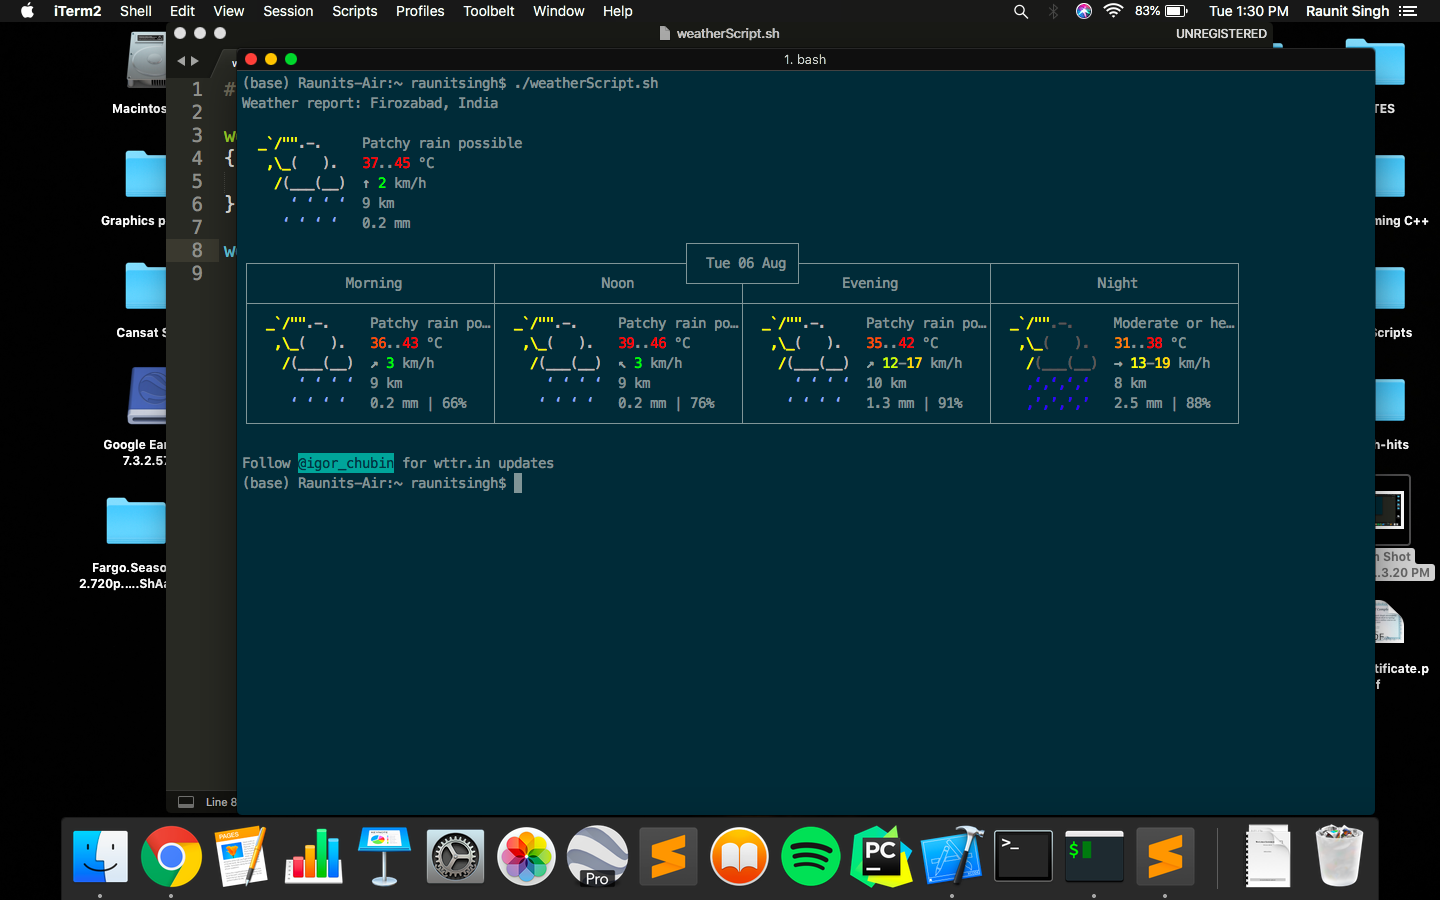 iTerm2 Shell Edit View Session Scripts Profiles Toolbelt Window Help 83% Tue 1:30 PM Raunit Singh
weatherScript.sh UNREGISTERED
1. bash
(base) Raunits-Air:~ raunitsingh$ ./weatherScript.sh
Weather report: Firozabad, India
Patchy rain possible
37..45 °C
↑ 2 km/h
9 km
0.2 mm
Tue 06 Aug
Morning Noon Evening Night
Patchy rain po… Patchy rain po… Patchy rain po… Moderate or he…
36..43 °C 39..46 °C 35..42 °C 31..38 °C
↗ 3 km/h ↖ 3 km/h ↗ 12-17 km/h → 13-19 km/h
9 km 9 km 10 km 8 km
0.2 mm | 66% 0.2 mm | 76% 1.3 mm | 91% 2.5 mm | 88%
Follow @igor_chubin for wttr.in updates
(base) Raunits-Air:~ raunitsingh$
1 #
2
3 w
4 {
5
6 }
7
8 w
9
Line 8
Macintos
Graphics p
Cansat S
Google Ear
7.3.2.57
Fargo.Seaso
2.720p.....ShAa
TES
ming C++
Scripts
n-hits
n Shot
.3.20 PM
tificate.p
f
PAGES
Pro
PC
>_
$